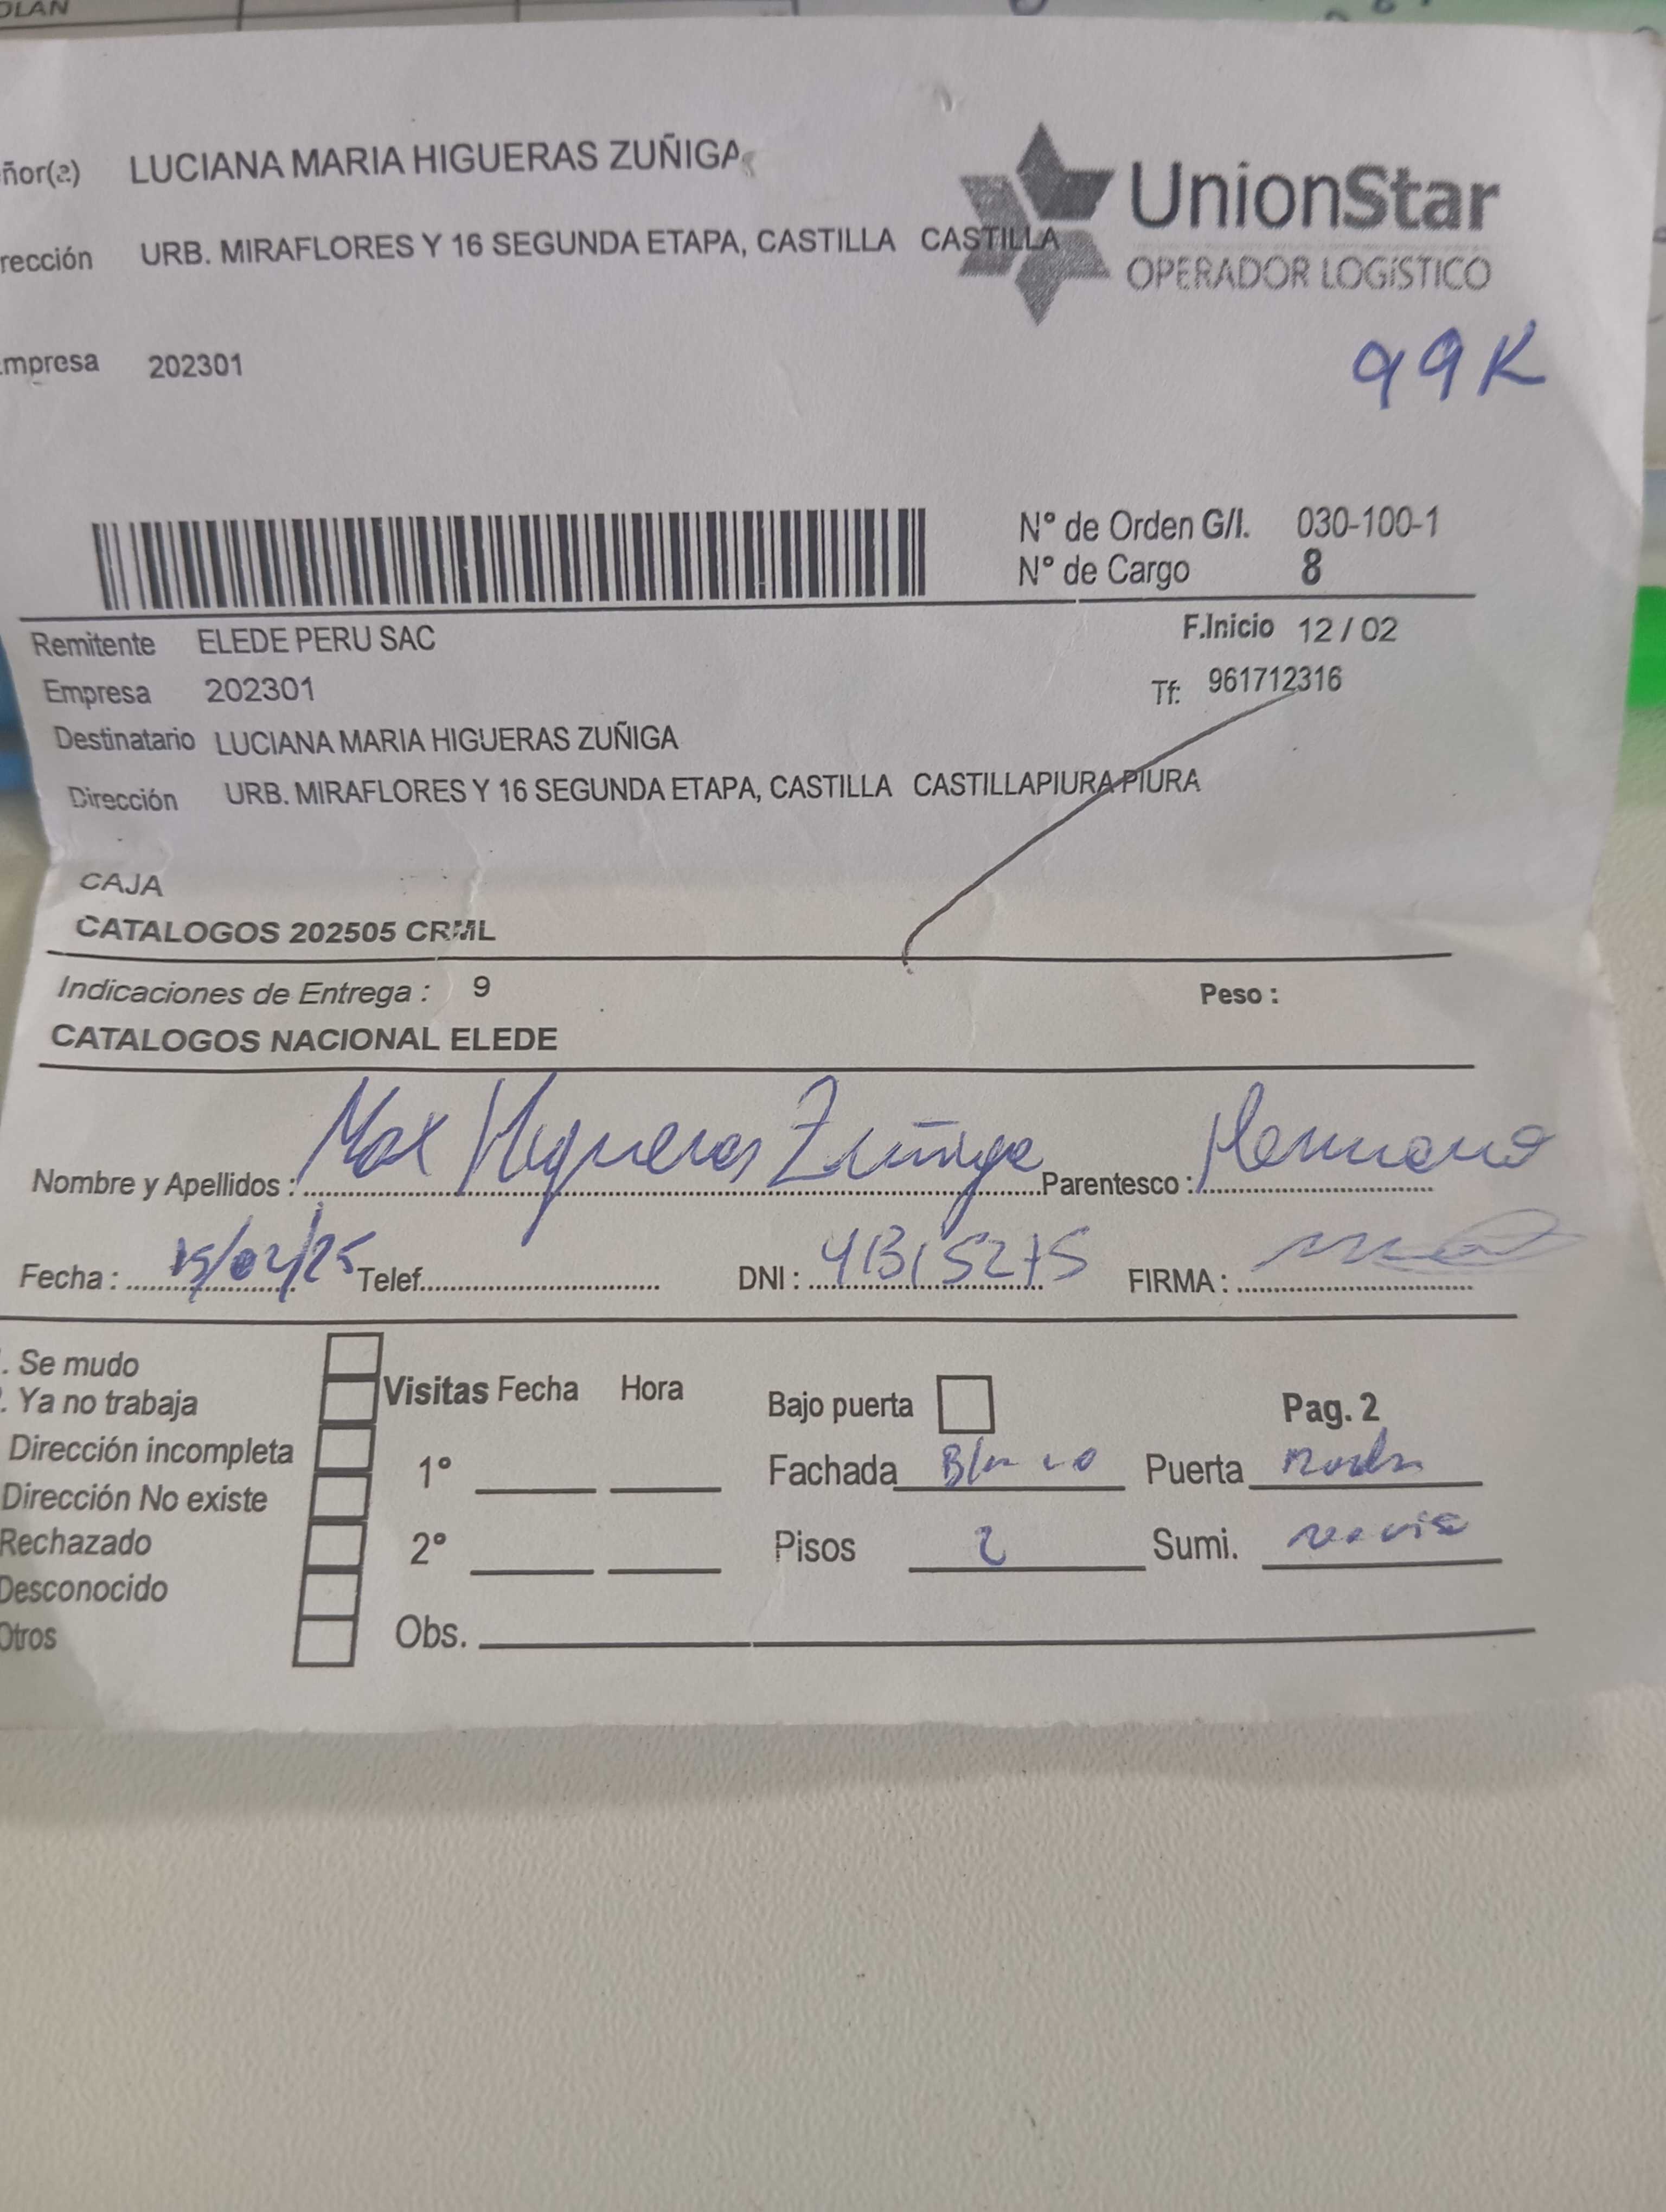 OLAN
ñor(a) LUCIANA MARIA HIGUERAS ZUÑIGA
UnionStar
OPERADOR LOGÍSTICO
rección URB. MIRAFLORES Y 16 SEGUNDA ETAPA, CASTILLA CASTILLA
mpresa 202301
99K
N° de Orden G/I. 030-100-1
N° de Cargo 8
Remitente ELEDE PERU SAC
F.Inicio 12 / 02
Empresa 202301
Tf: 961712316
Destinatario LUCIANA MARIA HIGUERAS ZUÑIGA
Dirección URB. MIRAFLORES Y 16 SEGUNDA ETAPA, CASTILLA CASTILLAPIURA PIURA
CAJA
CATALOGOS 202505 CRML
Indicaciones de Entrega : 9 Peso :
CATALOGOS NACIONAL ELEDE
Nombre y Apellidos : Max Higueras Zuñiga Parentesco : Hermano
Fecha : 15/02/25 Telef. DNI : 41315275 FIRMA :
. Se mudo
. Ya no trabaja
Dirección incompleta
Dirección No existe
Rechazado
Desconocido
Otros
Visitas Fecha Hora
1°
2°
Obs.
Bajo puerta Pag. 2
Fachada Blanco Puerta
Pisos 2 Sumi.